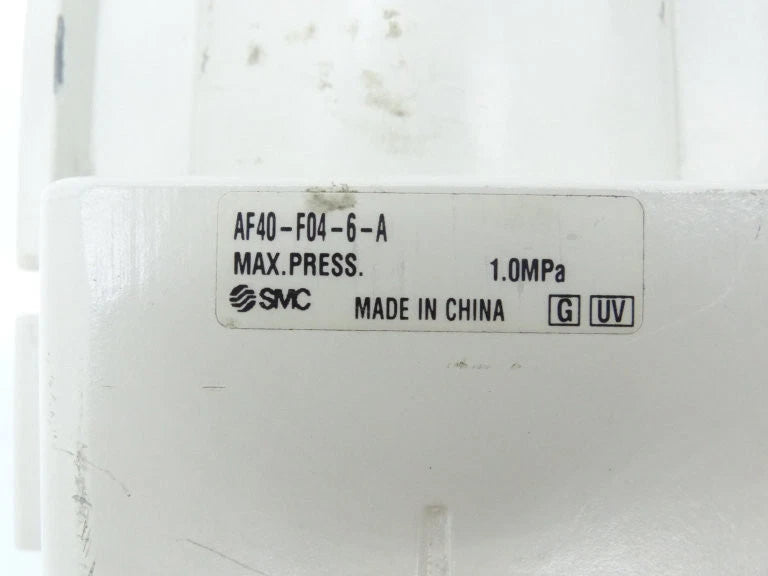 AF40-F04-6-A
MAX.PRESS. 1.0MPa
SMC MADE IN CHINA G UV